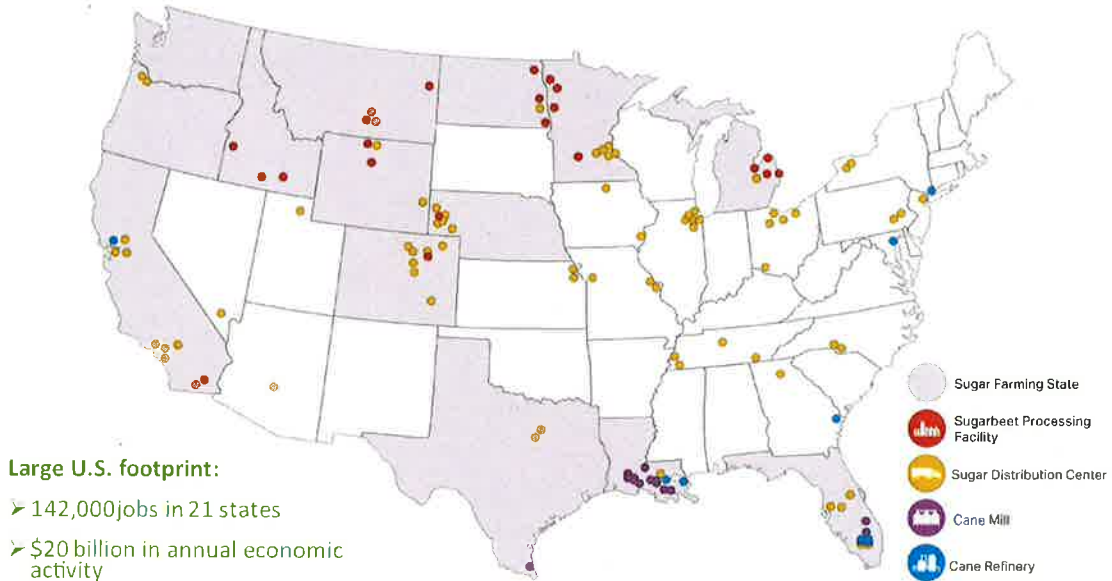 Sugar Farming State
Sugarbeet Processing
Facility
Sugar Distribution Center
Cane Mill
Cane Refinery
Large U.S. footprint:
➢ 142,000jobs in 21 states
➢ $20 billion in annual economic
activity